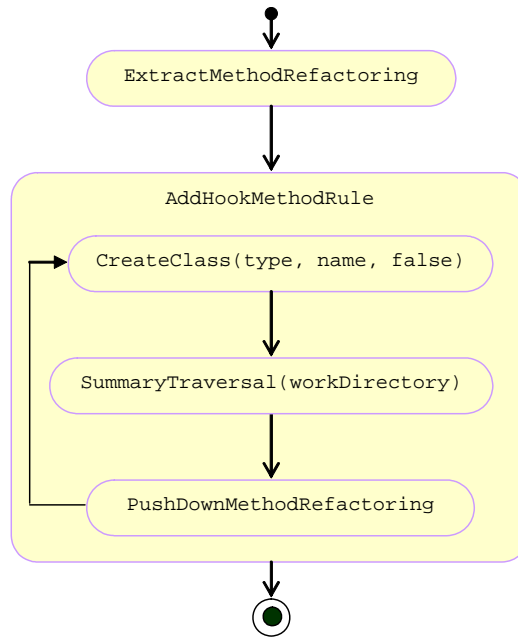 ExtractMethodRefactoring
AddHookMethodRule
CreateClass(type, name, false)
SummaryTraversal(workDirectory)
PushDownMethodRefactoring